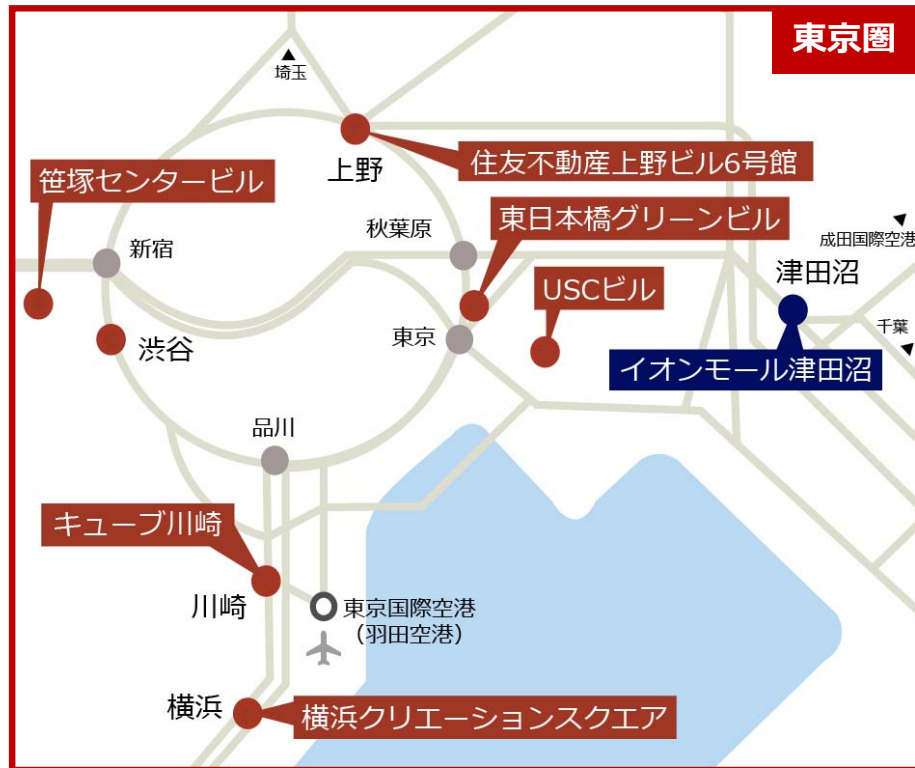 東京圏
埼玉
上野
住友不動産上野ビル6号館
笹塚センタービル
東日本橋グリーンビル
秋葉原
新宿
成田国際空港
津田沼
USCビル
千葉
東京
渋谷
イオンモール津田沼
品川
キューブ川崎
川崎
東京国際空港
(羽田空港)
横浜
横浜クリエーションスクエア